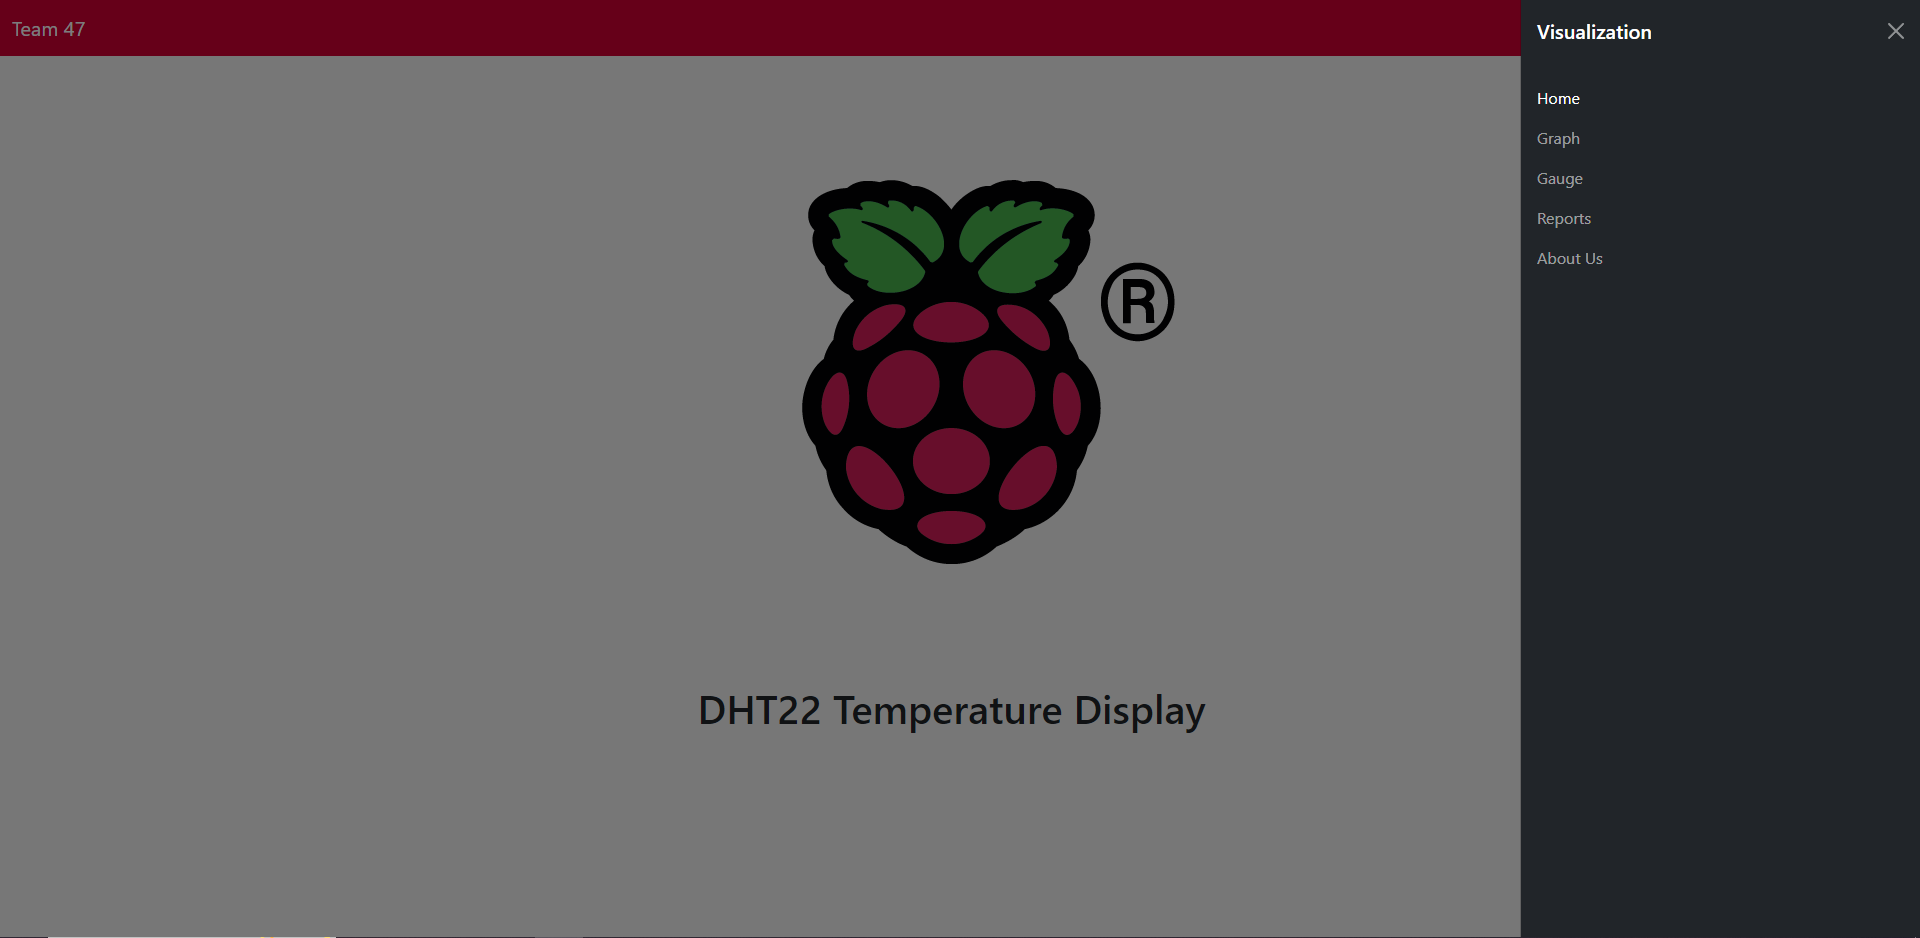 Team 47
Visualization
Home
Graph
Gauge
Reports
About Us
®
DHT22 Temperature Display